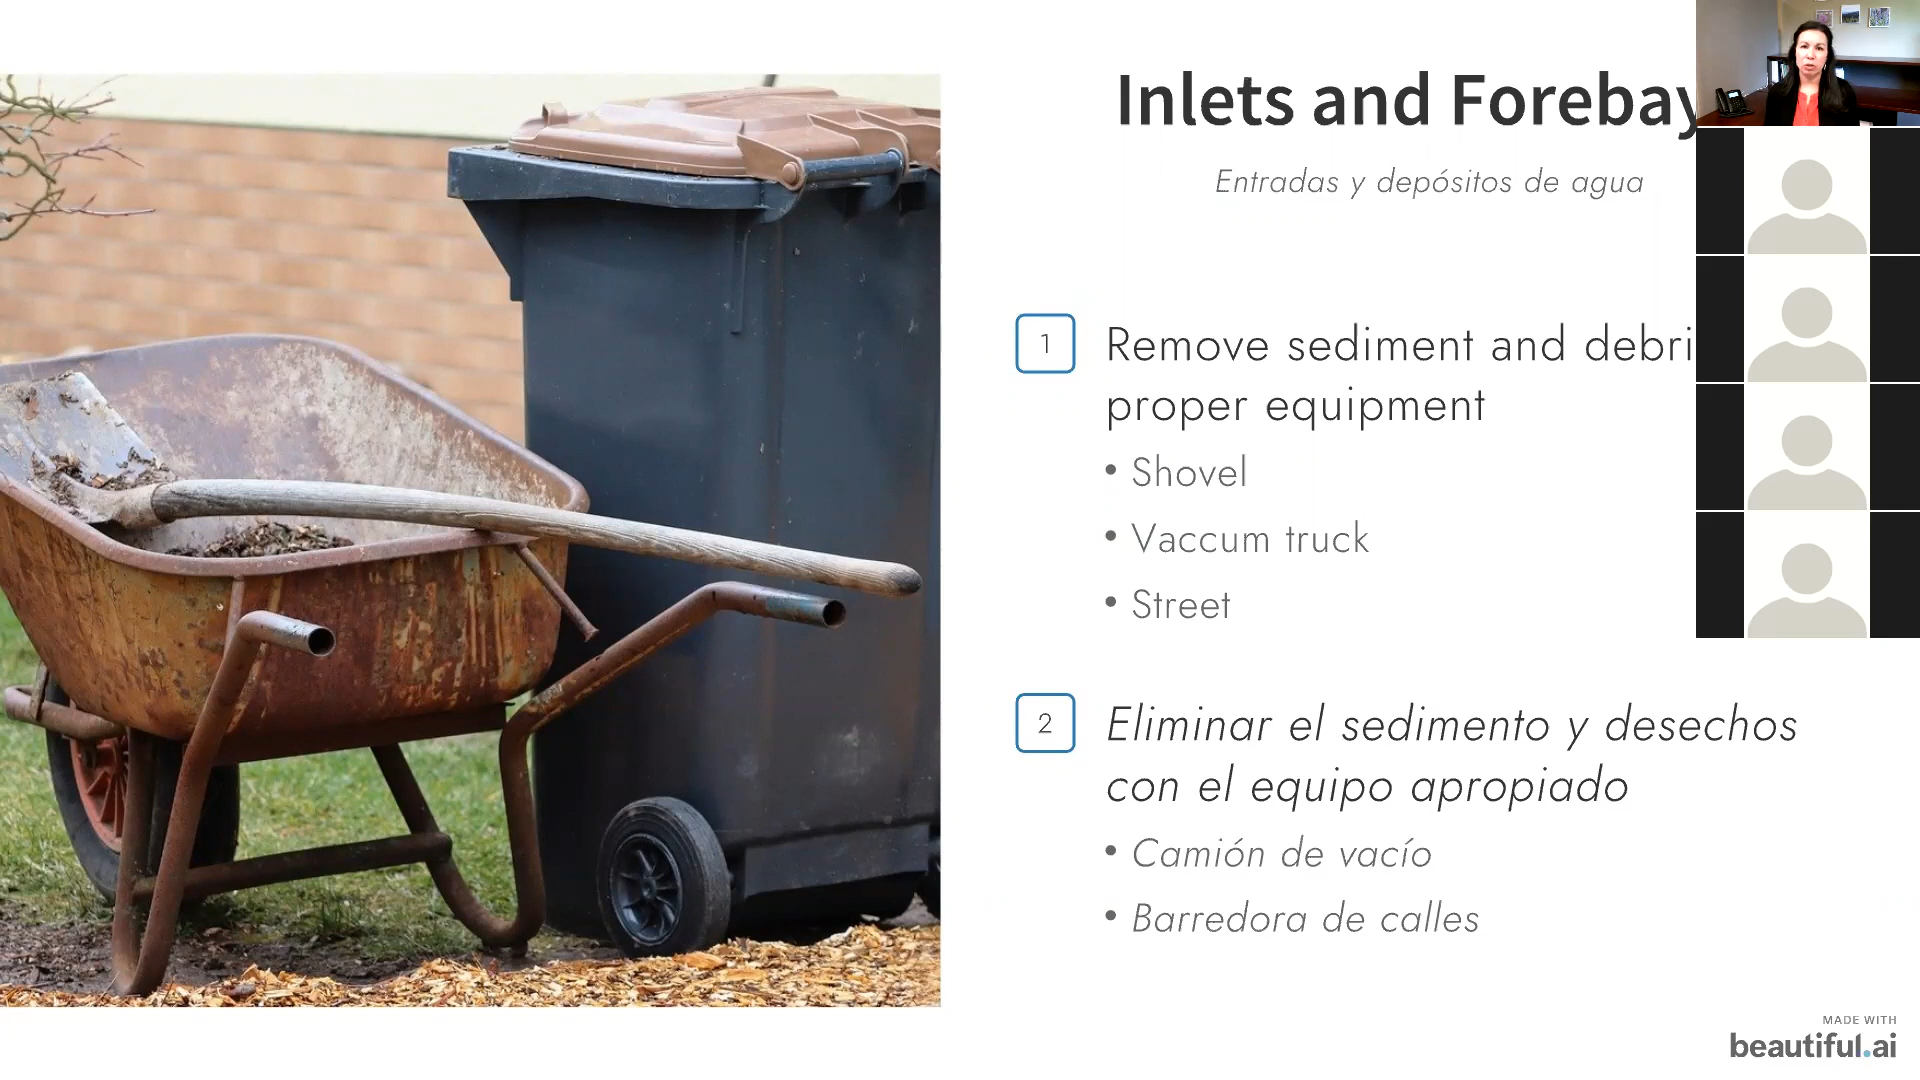 Inlets and Forebay
Entradas y depósitos de agua
1
Remove sediment and debri
proper equipment
• Shovel
• Vaccum truck
• Street
2
Eliminar el sedimento y desechos
con el equipo apropiado
• Camión de vacío
• Barredora de calles
MADE WITH
beautiful.ai